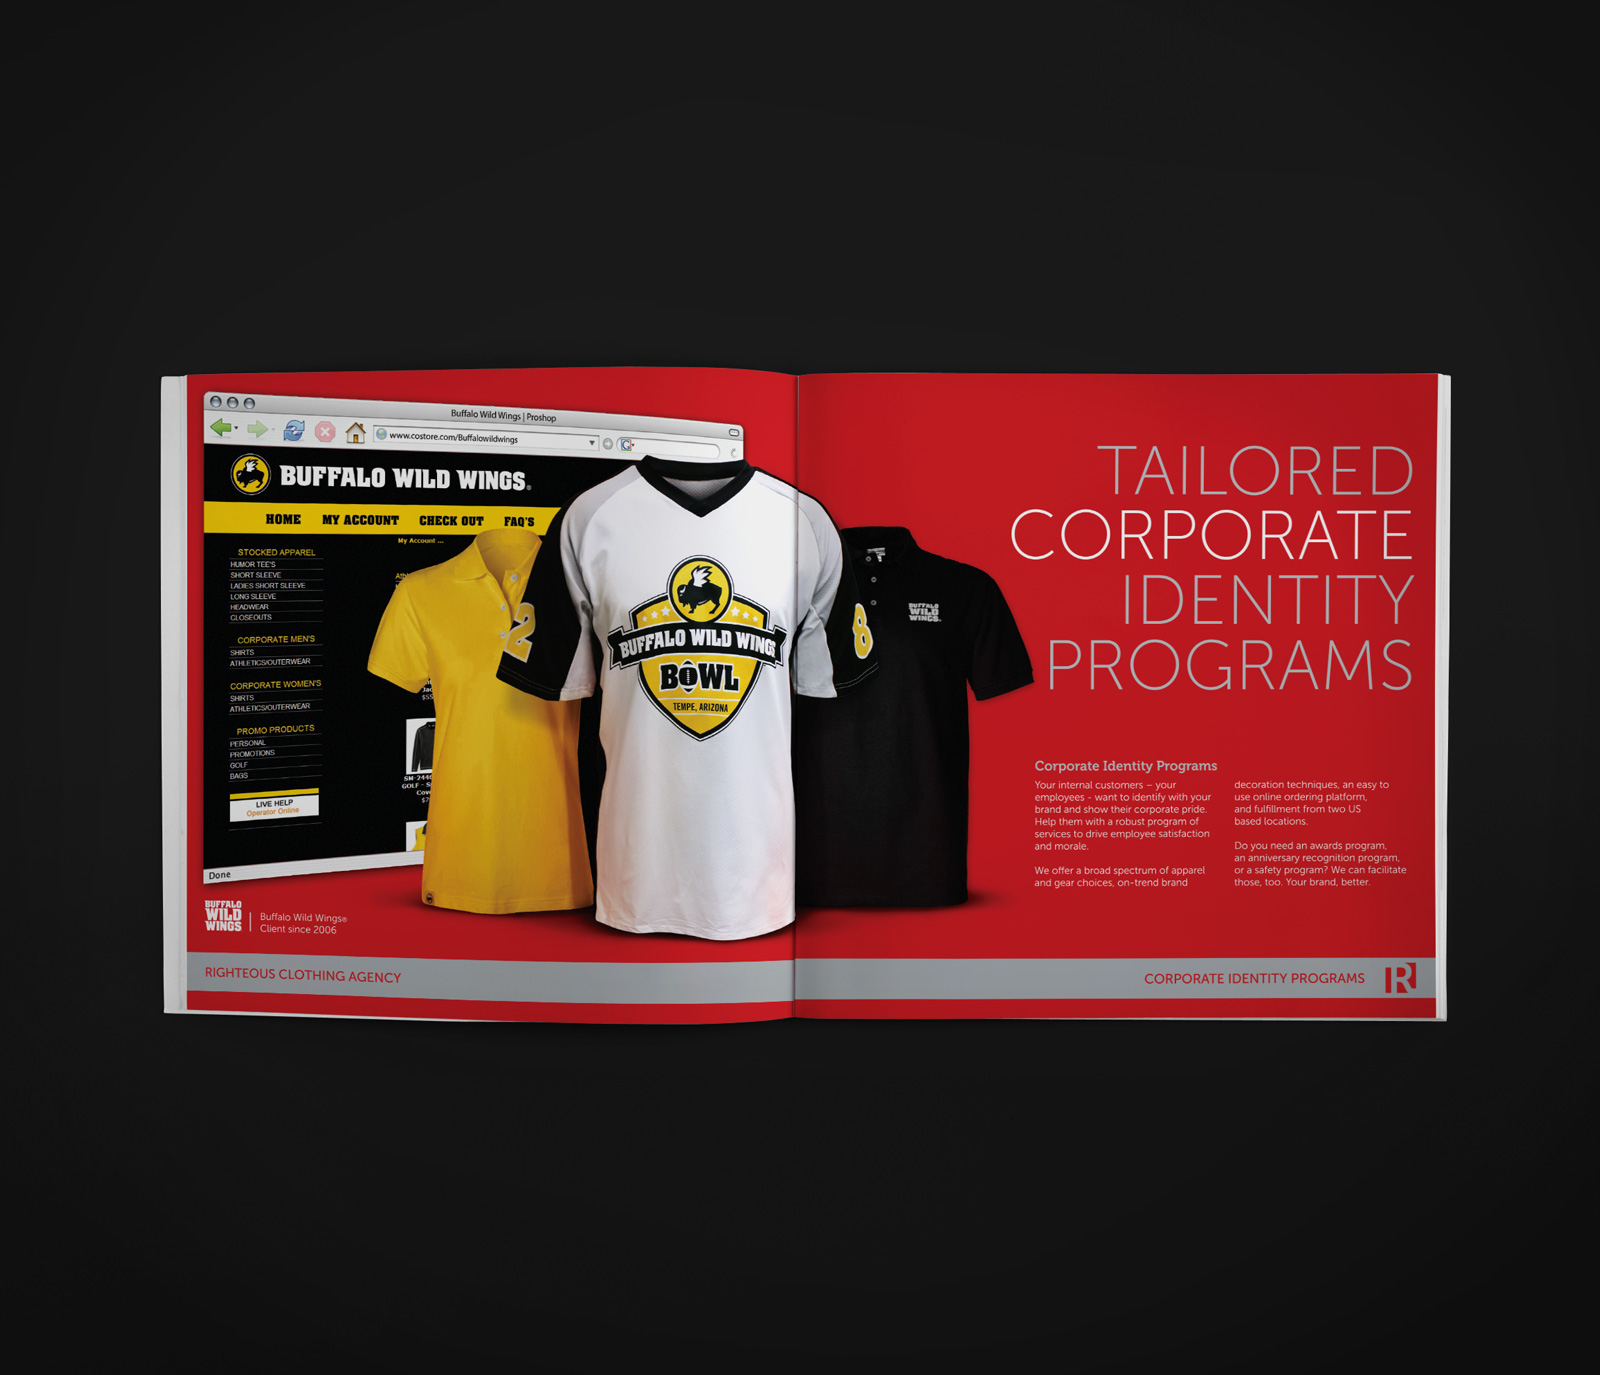 Buffalo Wild Wings | Proshop
www.costore.com/Buffalowildwings
BUFFALO WILD WINGS®
HOME MY ACCOUNT CHECK OUT FAQ'S
My Account ...
STOCKED APPAREL
HUMOR TEE'S
SHORT SLEEVE
LADIES SHORT SLEEVE
LONG SLEEVE
HEADWEAR
CLOSEOUTS
CORPORATE MEN'S
SHIRTS
ATHLETICS/OUTERWEAR
CORPORATE WOMEN'S
SHIRTS
ATHLETICS/OUTERWEAR
PROMO PRODUCTS
PERSONAL
PROMOTIONS
GOLF
BAGS
LIVE HELP
Operator Online
Done
2
8
BUFFALO WILD WINGS
BOWL
TEMPE, ARIZONA
BUFFALO
WILD
WINGS
BUFFALO
WILD
WINGS
Buffalo Wild Wings®
Client since 2006
RIGHTEOUS CLOTHING AGENCY
TAILORED
CORPORATE
IDENTITY
PROGRAMS
Corporate Identity Programs
Your internal customers – your
employees - want to identify with your
brand and show their corporate pride.
Help them with a robust program of
services to drive employee satisfaction
and morale.
We offer a broad spectrum of apparel
and gear choices, on-trend brand
decoration techniques, an easy to
use online ordering platform,
and fulfillment from two US
based locations.
Do you need an awards program,
an anniversary recognition program,
or a safety program? We can facilitate
those, too. Your brand, better.
CORPORATE IDENTITY PROGRAMS
R